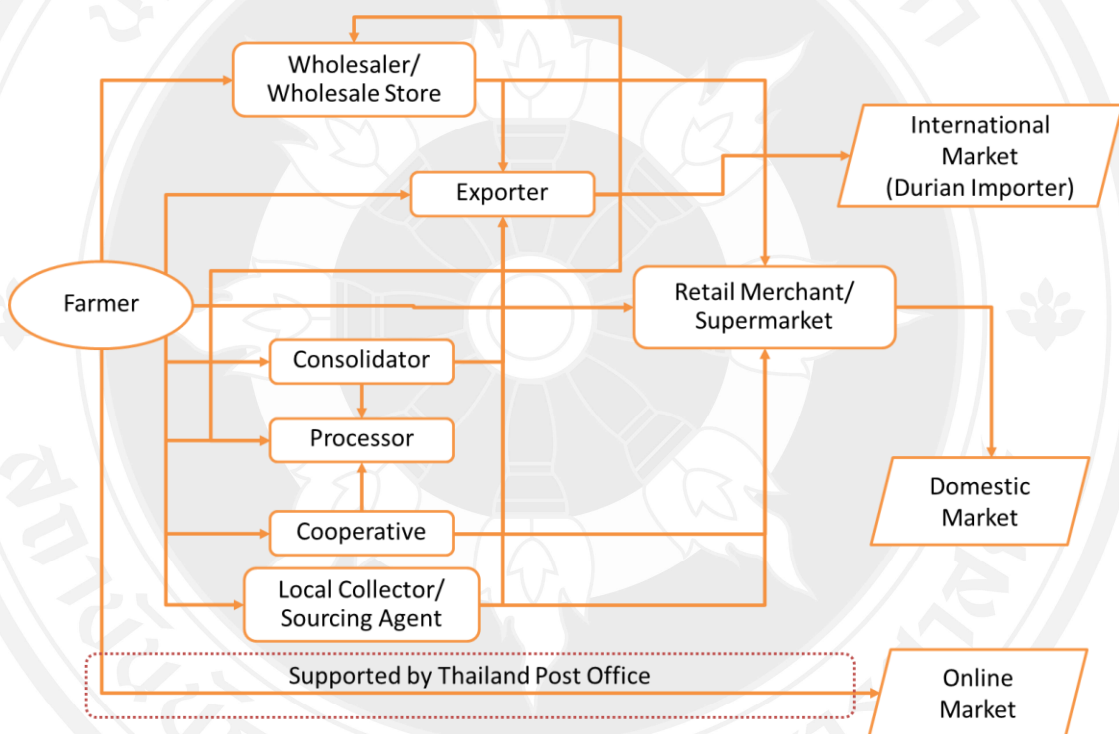 Wholesaler/
Wholesale Store
International
Market
(Durian Importer)
Exporter
Farmer
Retail Merchant/
Supermarket
Consolidator
Processor
Domestic
Market
Cooperative
Local Collector/
Sourcing Agent
Supported by Thailand Post Office
Online
Market